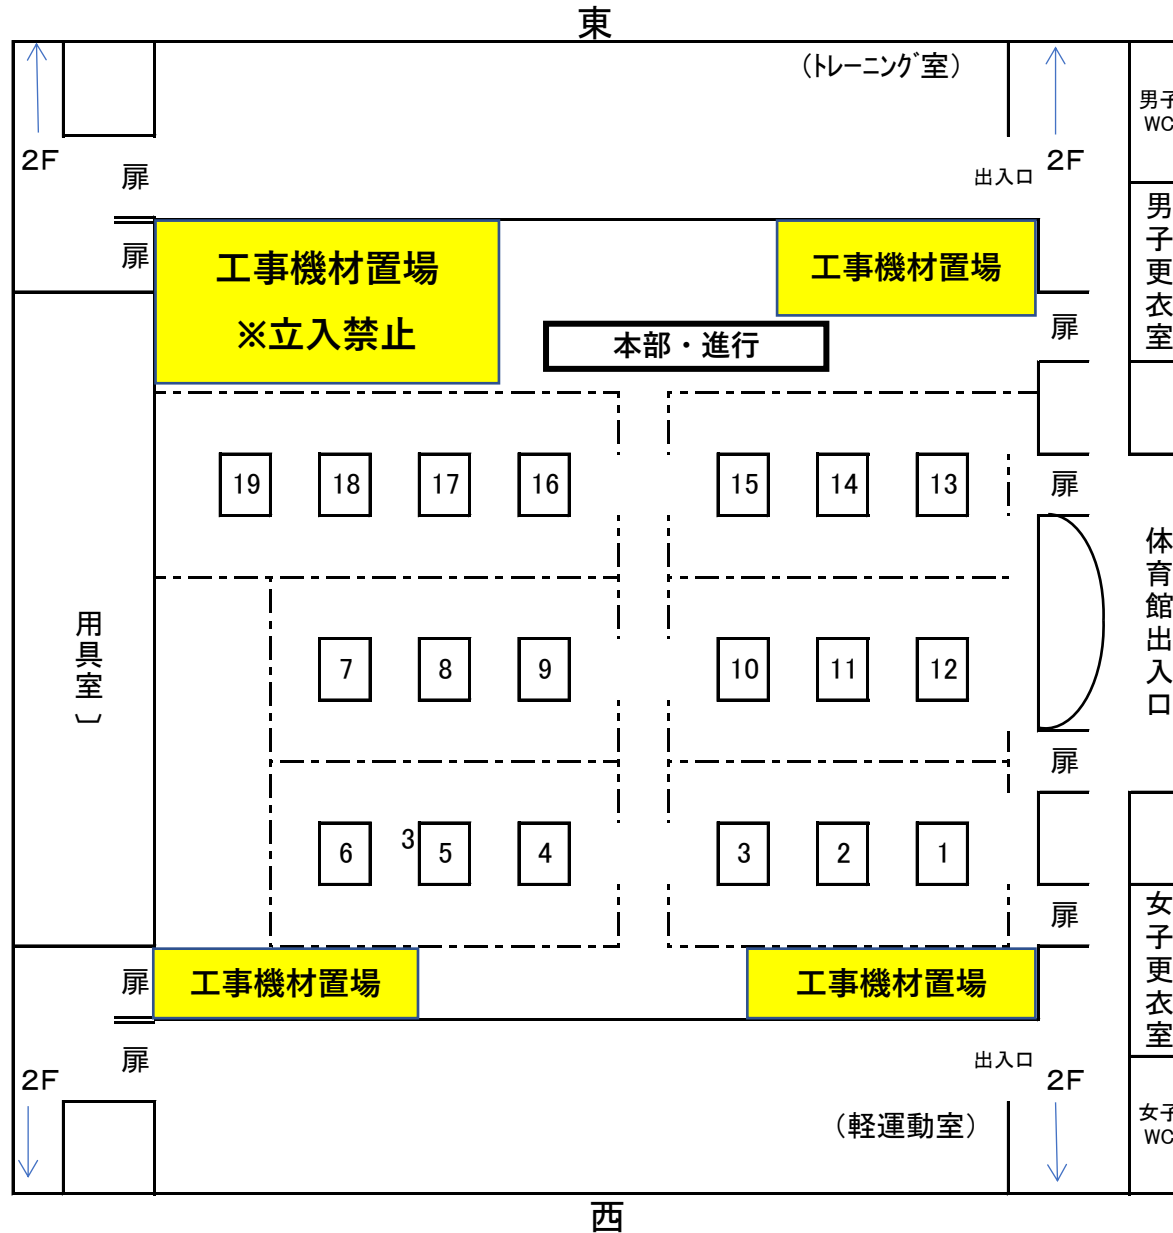 東
（トレーニング室）
男子
WC
2F
扉
出入口
2F
扉
工事機材置場
※立入禁止
工事機材置場
男子更衣室
本部・進行
扉
19
18
17
16
15
14
13
扉
体育館出入口
用具室〕
7
8
9
10
11
12
扉
6
3
5
4
3
2
1
扉
女子更衣室
扉
工事機材置場
工事機材置場
扉
出入口
2F
2F
（軽運動室）
女子
WC
西